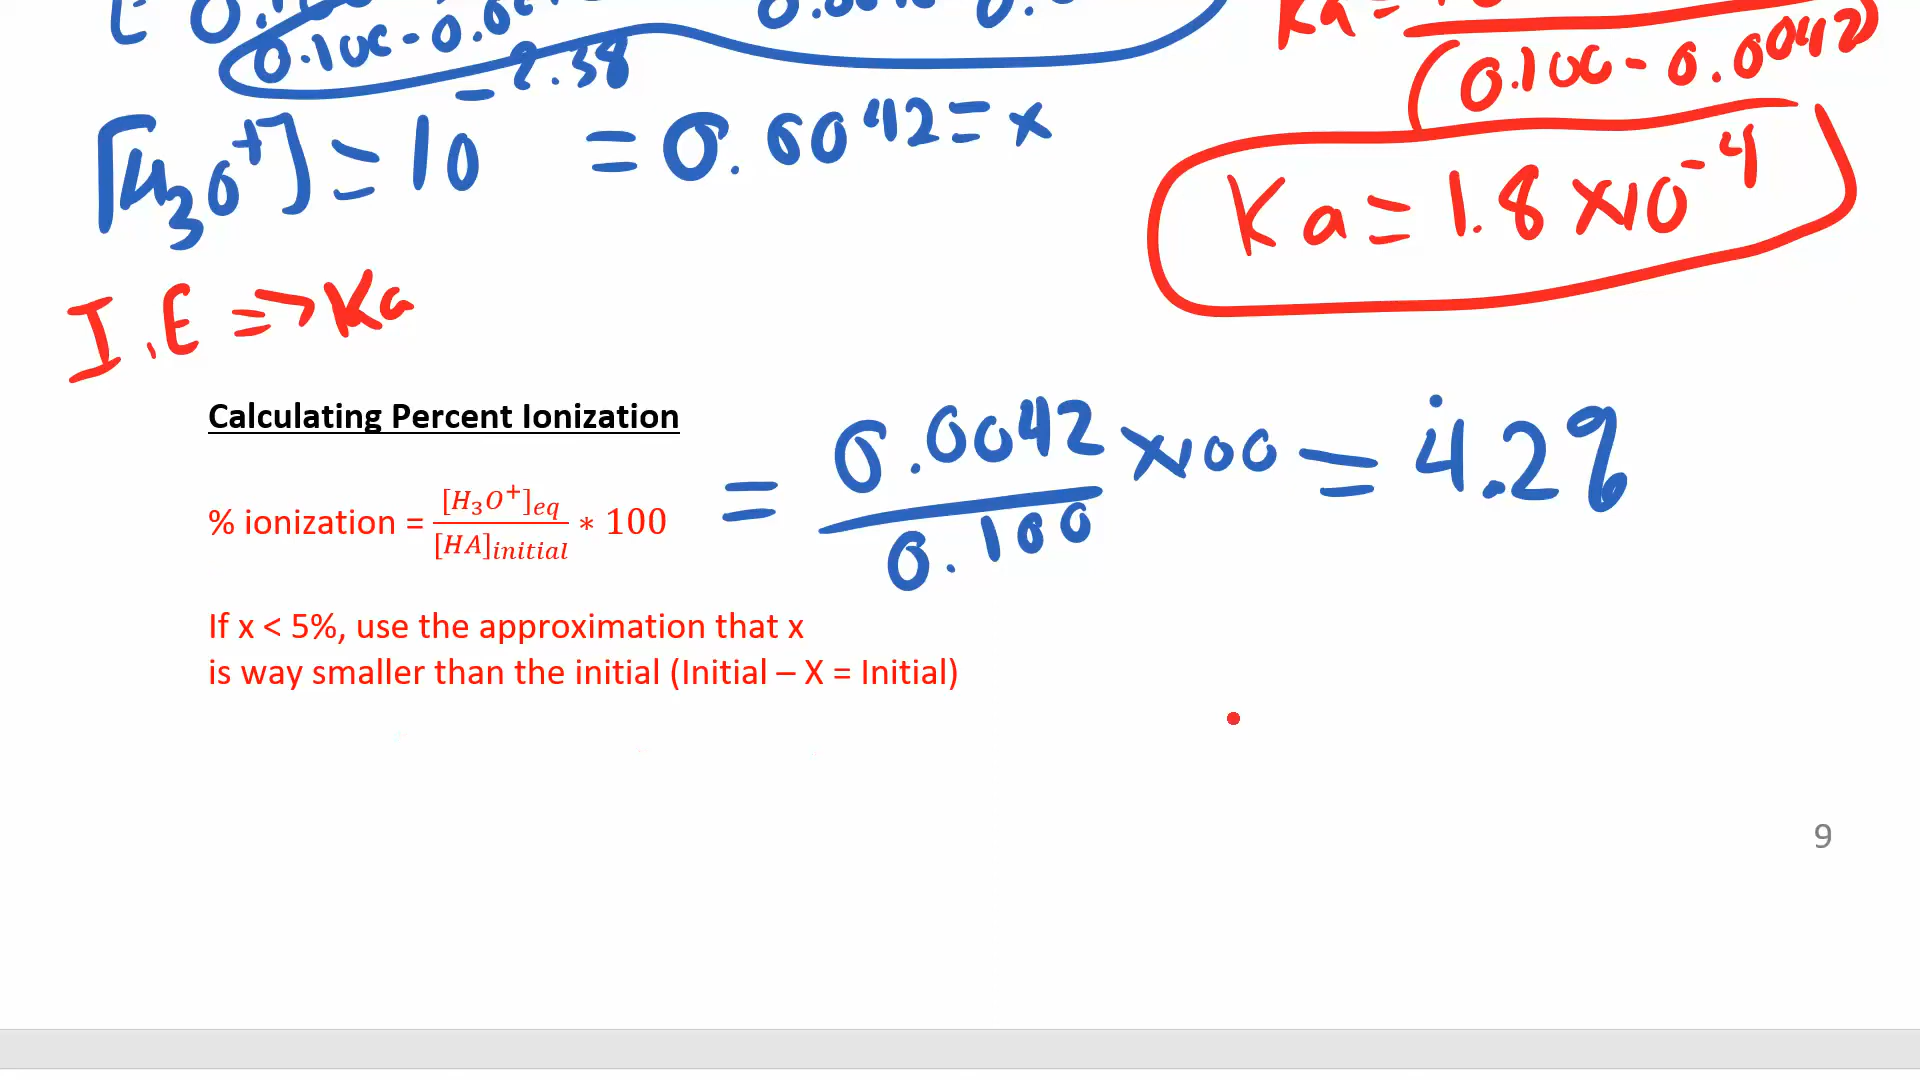 0.100 - 0.00
Ka =
(0.100 - 0.0042)
[H3O+] = 10 -2.38 = 0.0042 = x
Ka = 1.8 x10 -4
I.E => Ka
Calculating Percent Ionization
= 0.0042 / 0.100 x100 = 4.2%
% ionization = [H₃O⁺]eq / [HA]initial * 100
If x < 5%, use the approximation that x
is way smaller than the initial (Initial – X = Initial)
9